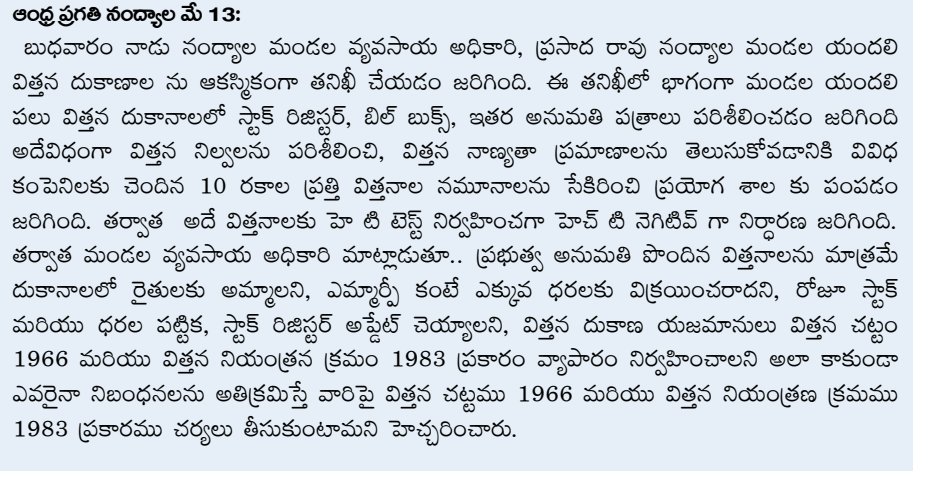 ఆంధ్ర ప్రగతి నంద్యాల మే 13:
బుధవారం నాడు నంద్యాల మండల వ్యవసాయ అధికారి, ప్రసాద రావు నంద్యాల మండల యందలి
విత్తన దుకాణాల ను ఆకస్మికంగా తనిఖీ చేయడం జరిగింది. ఈ తనిఖీలో భాగంగా మండల యందలి
పలు విత్తన దుకానాలలో స్టాక్ రిజిస్టర్, బిల్ బుక్స్, ఇతర అనుమతి పత్రాలు పరిశీలించడం జరిగింది
అదేవిధంగా విత్తన నిల్వలను పరిశీలించి, విత్తన నాణ్యతా ప్రమాణాలను తెలుసుకోవడానికి వివిధ
కంపెనిలకు చెందిన 10 రకాల ప్రత్తి విత్తనాల నమూనాలను సేకిరించి ప్రయోగ శాల కు పంపడం
జరిగింది. తర్వాత అదే విత్తనాలకు హె టి టెస్ట్ నిర్వహించగా హెచ్ టి నెగిటివ్ గా నిర్ధారణ జరిగింది.
తర్వాత మండల వ్యవసాయ అధికారి మాట్లాడుతూ.. ప్రభుత్వ అనుమతి పొందిన విత్తనాలను మాత్రమే
దుకానాలలో రైతులకు అమ్మాలని, ఎమ్మార్పీ కంటే ఎక్కువ ధరలకు విక్రయించరాదని, రోజూ స్టాక్
మరియు ధరల పట్టిక, స్టాక్ రిజిస్టర్ అప్డేట్ చెయ్యాలని, విత్తన దుకాణ యజమానులు విత్తన చట్టం
1966 మరియు విత్తన నియంత్రన క్రమం 1983 ప్రకారం వ్యాపారం నిర్వహించాలని అలా కాకుండా
ఎవరైనా నిబంధనలను అతిక్రమిస్తే వారిపై విత్తన చట్టము 1966 మరియు విత్తన నియంత్రణ క్రమము
1983 ప్రకారము చర్యలు తీసుకుంటామని హెచ్చరించారు.